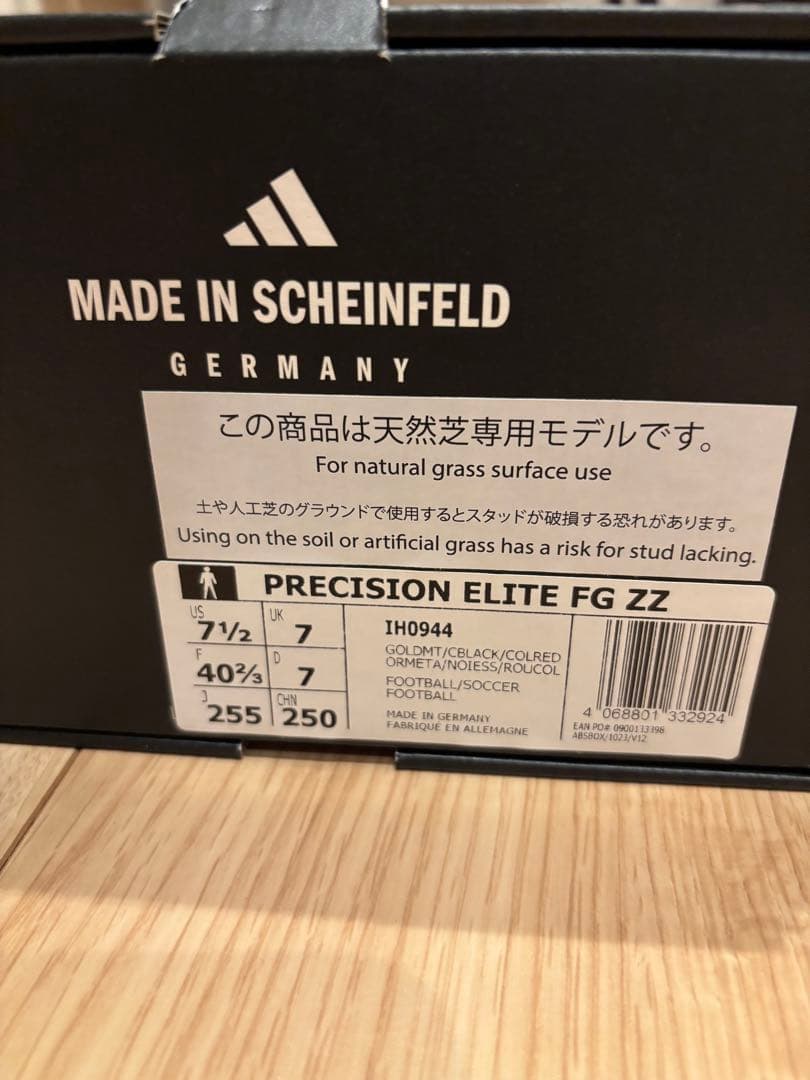 MADE IN SCHEINFELD
GERMANY
この商品は天然芝専用モデルです。
For natural grass surface use
土や人工芝のグラウンドで使用するとスタッドが破損する恐れがあります。
Using on the soil or artificial grass has a risk for stud lacking.
PRECISION ELITE FG ZZ
US 7½ UK 7
F 40⅔ D 7
J 255 CHN 250
IH0944
GOLDMT/CBLACK/COLRED
ORMETA/NOIESS/ROUCOL
FOOTBALL/SOCCER
FOOTBALL
MADE IN GERMANY
FABRIQUÉ EN ALLEMAGNE
4 068801 332924
EAN PO# 0900133398
ABSBOX/1023/V12